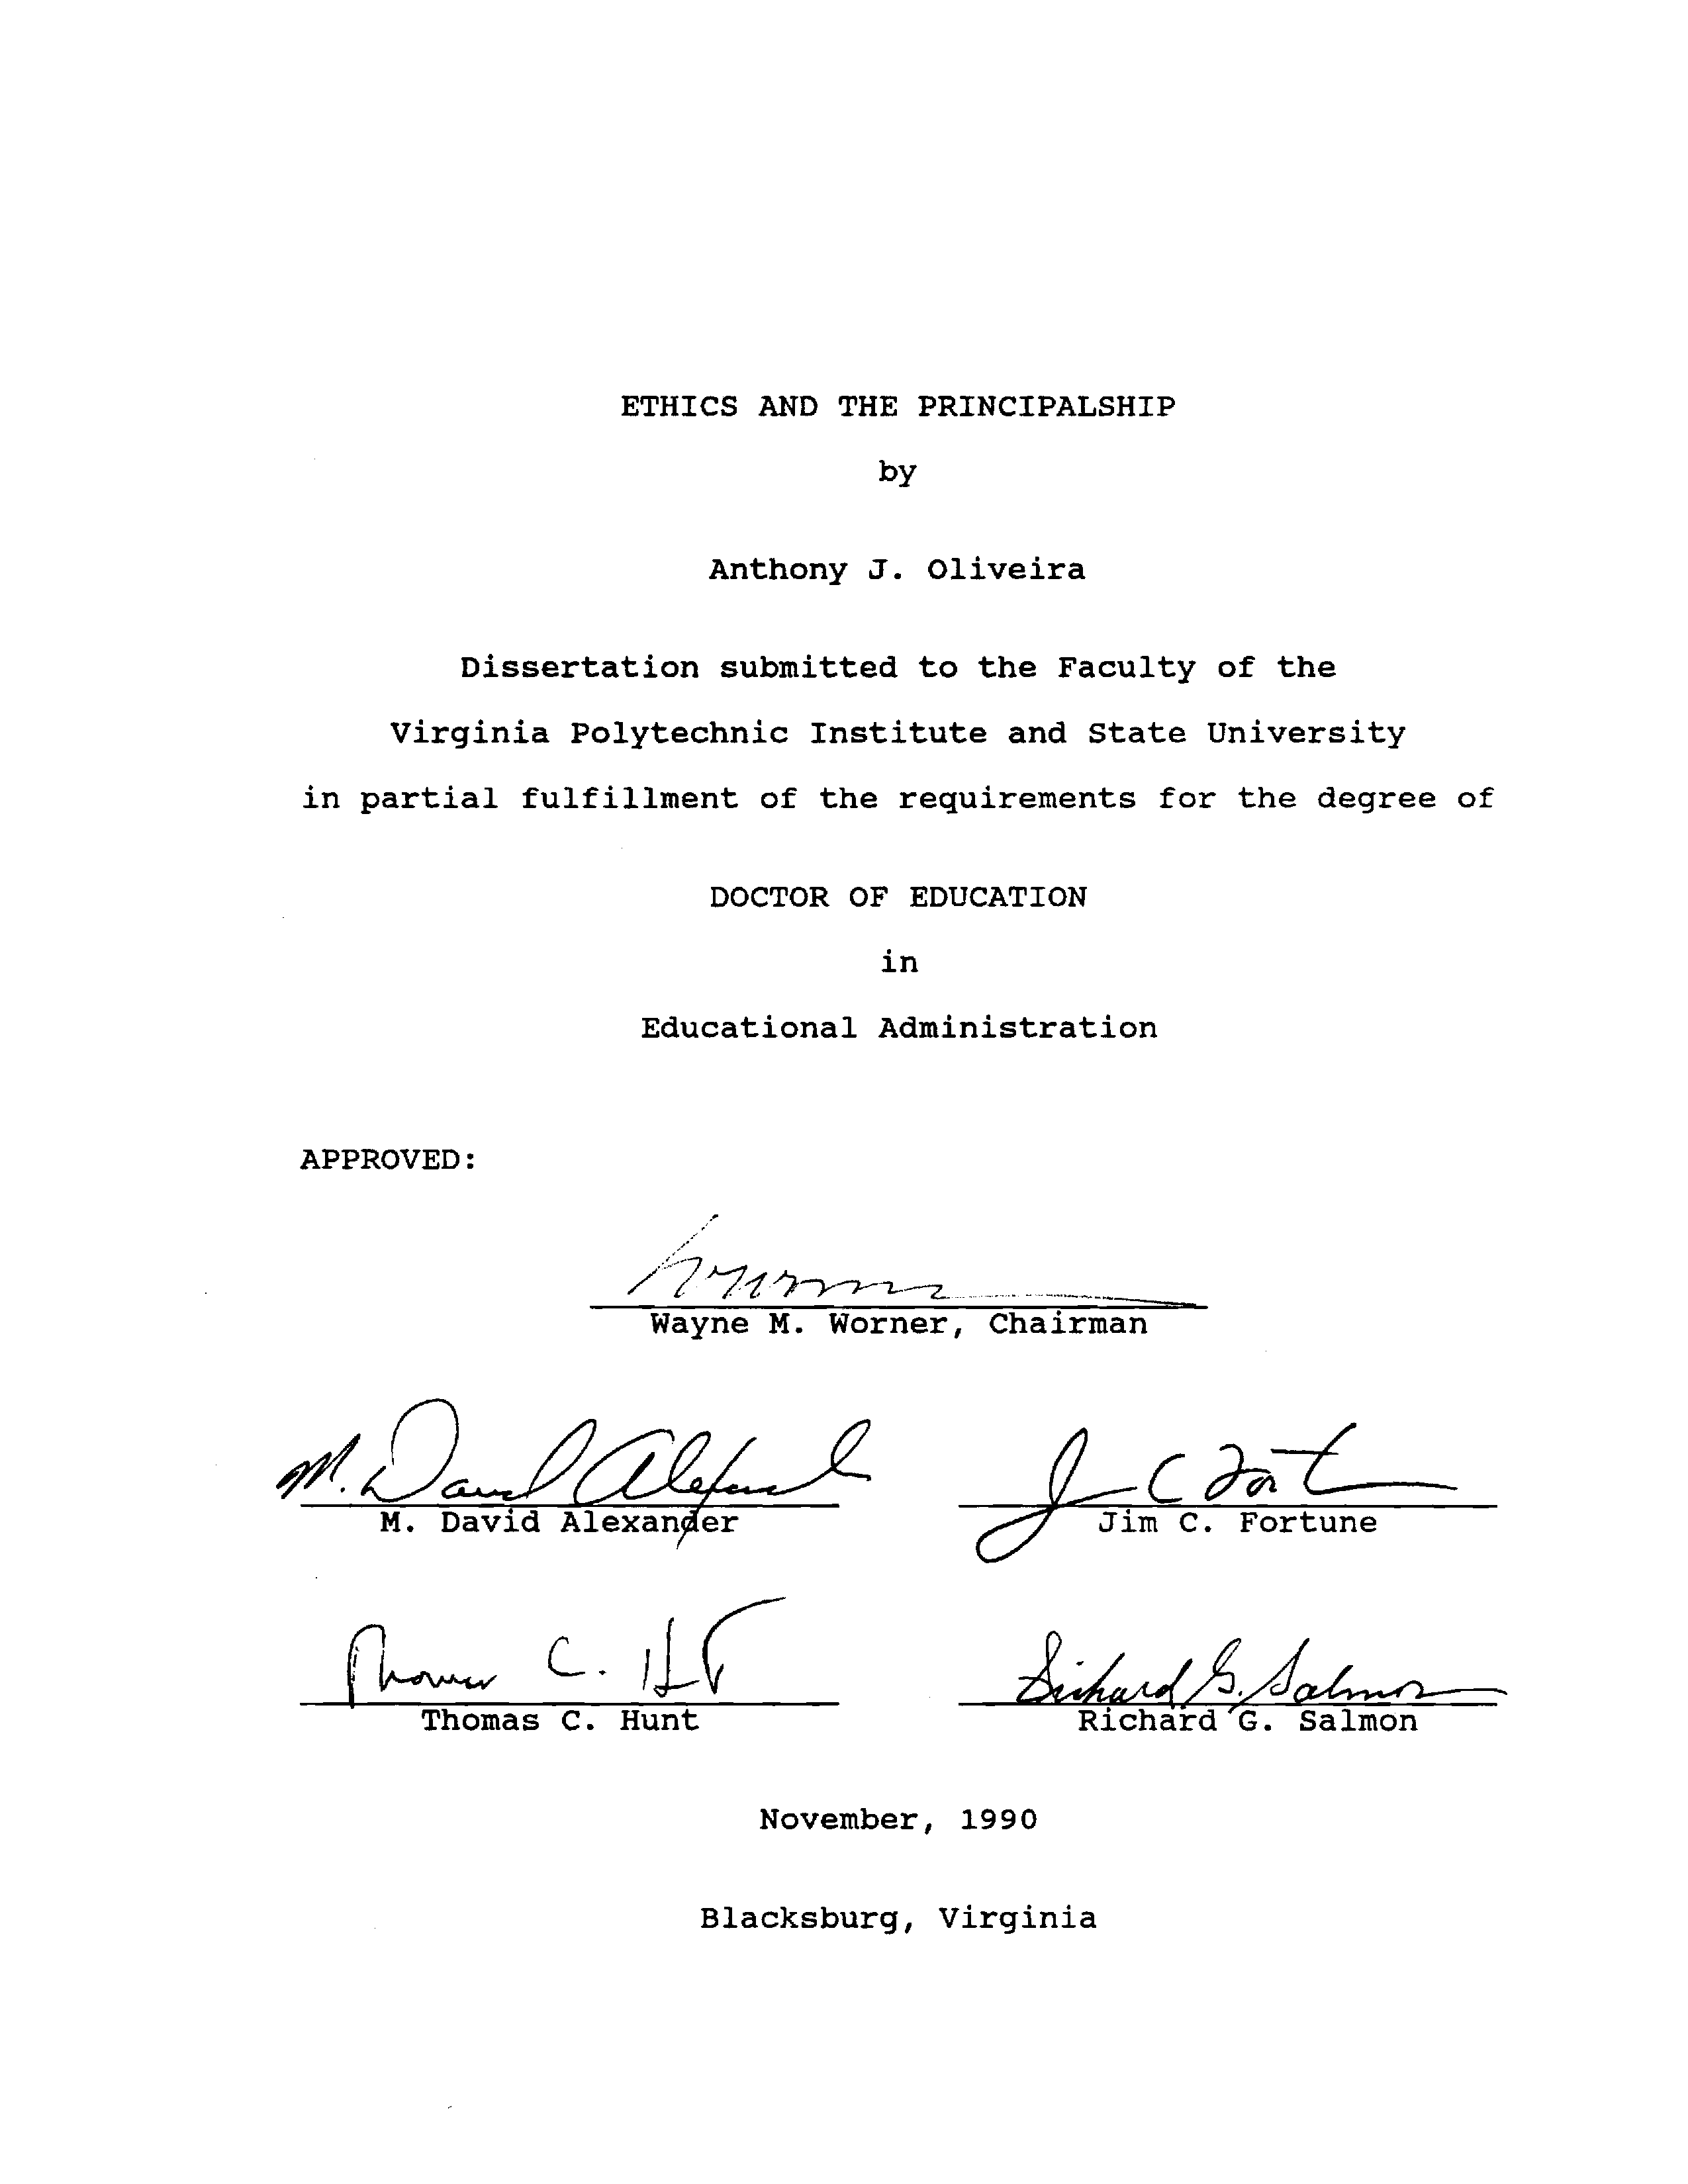 ETHICS AND THE PRINCIPALSHIP
by
Anthony J. Oliveira
Dissertation submitted to the Faculty of the
Virginia Polytechnic Institute and State University
in partial fulfillment of the requirements for the degree of
DOCTOR OF EDUCATION
in
Educational Administration
APPROVED:
Wayne M. Worner, Chairman
M. David Alexander
M. David Alexander Jim C. Fortune
Thomas C. Richard G. Salmon
Thomas C. Hunt Richard G. Salmon
November, 1990
Blacksburg, Virginia